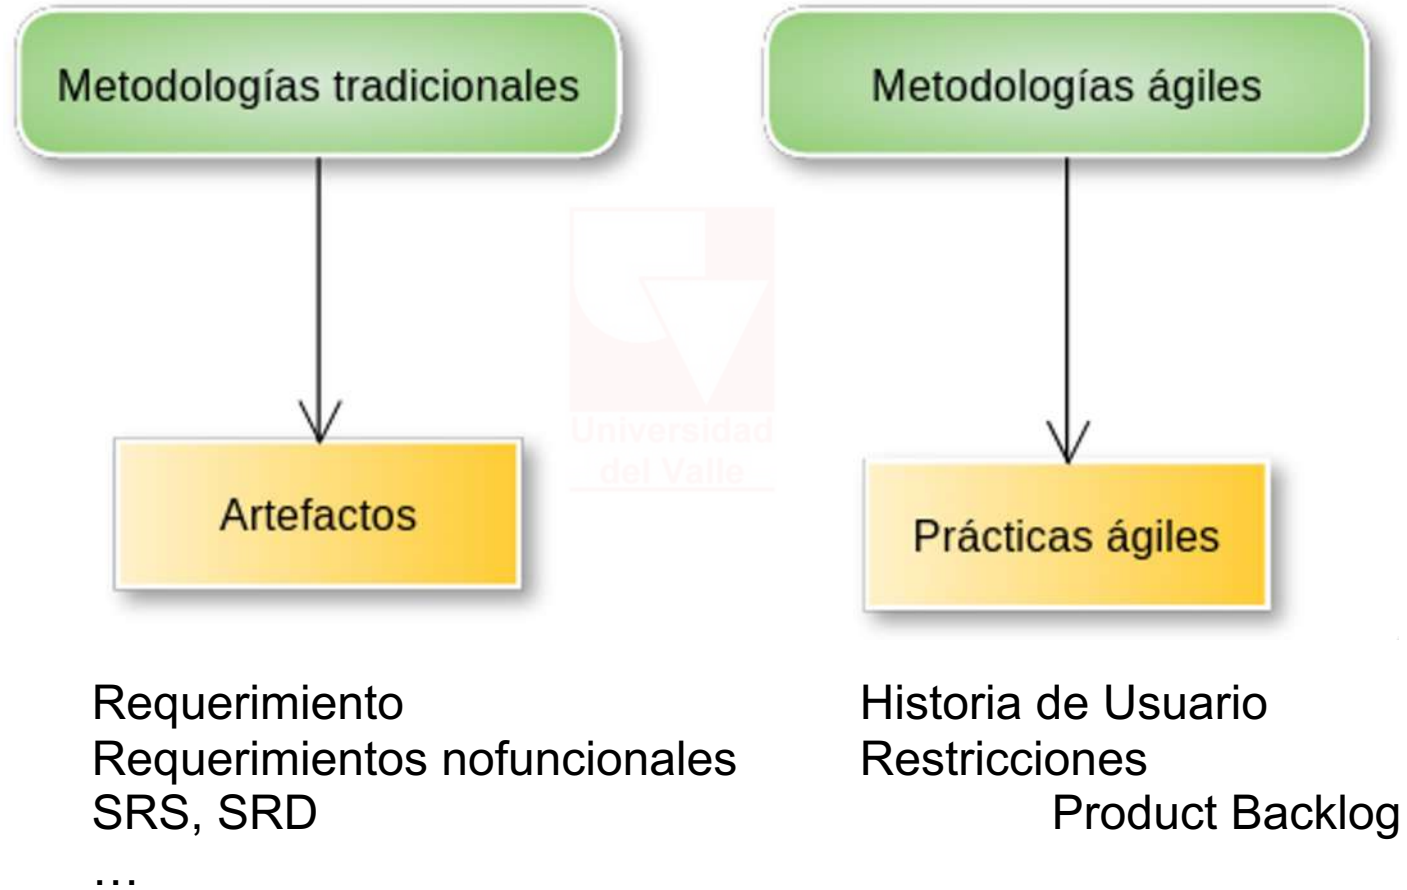 Metodologías tradicionales
Metodologías ágiles
Universidad
del Valle
Artefactos
Prácticas ágiles
Requerimiento
Historia de Usuario
Requerimientos nofuncionales
Restricciones
SRS, SRD
Product Backlog
...